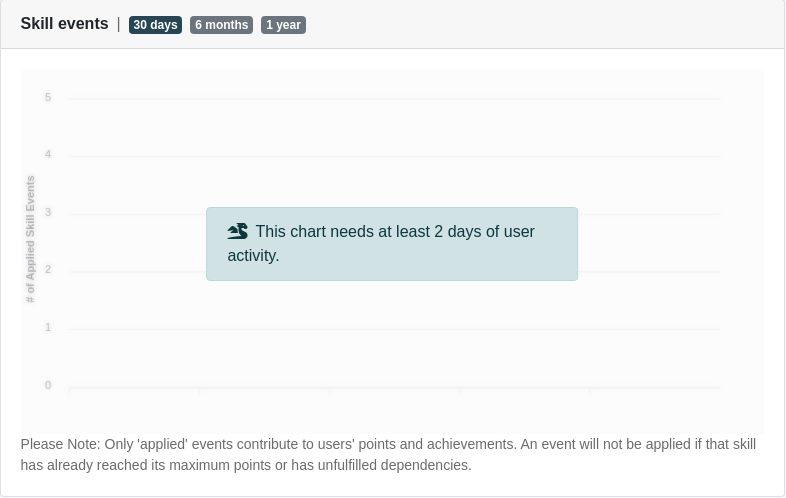 Skill events | 30 days 6 months 1 year
5
4
3
2
1
0
# of Applied Skill Events
This chart needs at least 2 days of user
activity.
Please Note: Only 'applied' events contribute to users' points and achievements. An event will not be applied if that skill
has already reached its maximum points or has unfulfilled dependencies.